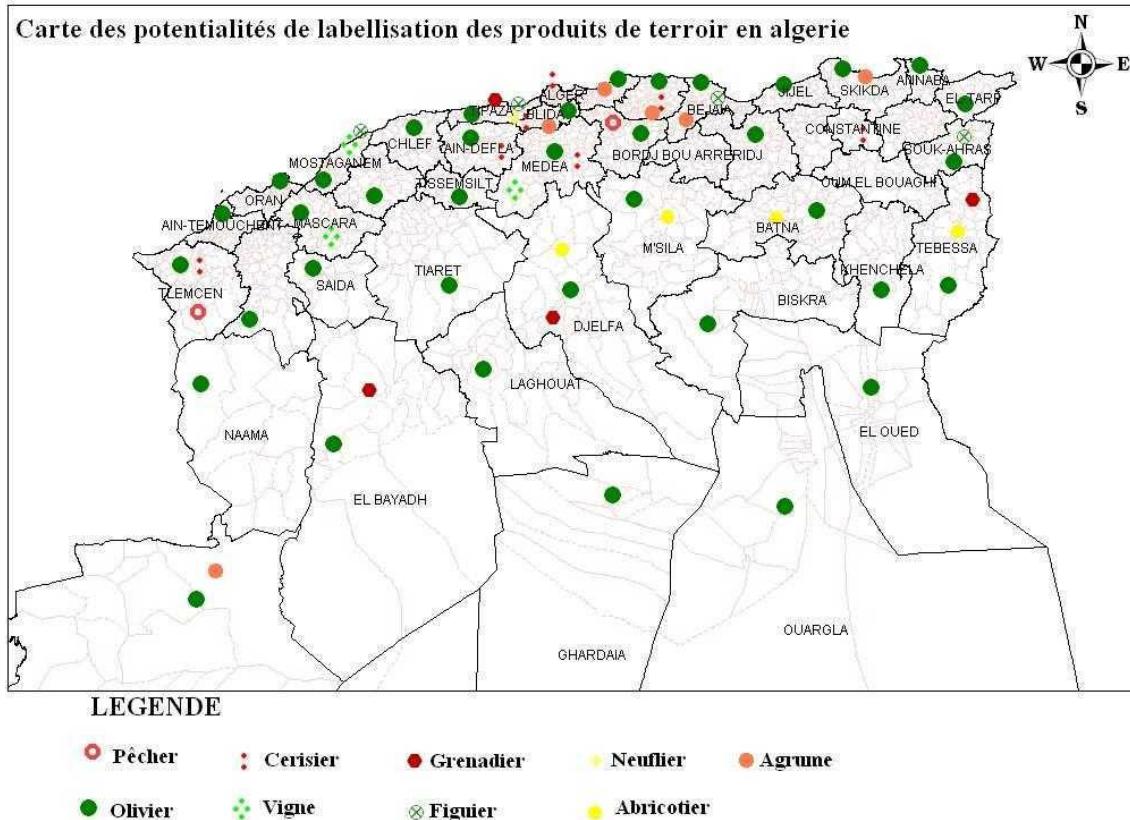 Carte des potentialités de labellisation des produits de terroir en algerie
N
W E
S
ALGER
TIPAZA
BLIDA
BEJAIA
JIJEL
SKIKDA
ANNABA
EL-TARF
CHLEF
AIN-DEFLA
MEDEA
BORDJ BOU ARRERIDJ
CONSTANTINE
SOUK-AHRAS
MOSTAGANEM
TISSEMSILT
OUM EL BOUAGHI
ORAN
AIN-TEMOUCHENT
MASCARA
M'SILA
BATNA
TEBESSA
TLEMCEN
SAIDA
TIARET
KHENCHELA
BISKRA
DJELFA
LAGHOUAT
NAAMA
EL OUED
EL BAYADH
OUARGLA
GHARDAIA
LEGENDE
Pêcher
Cerisier
Grenadier
Neuflier
Agrume
Olivier
Vigne
Figuier
Abricotier